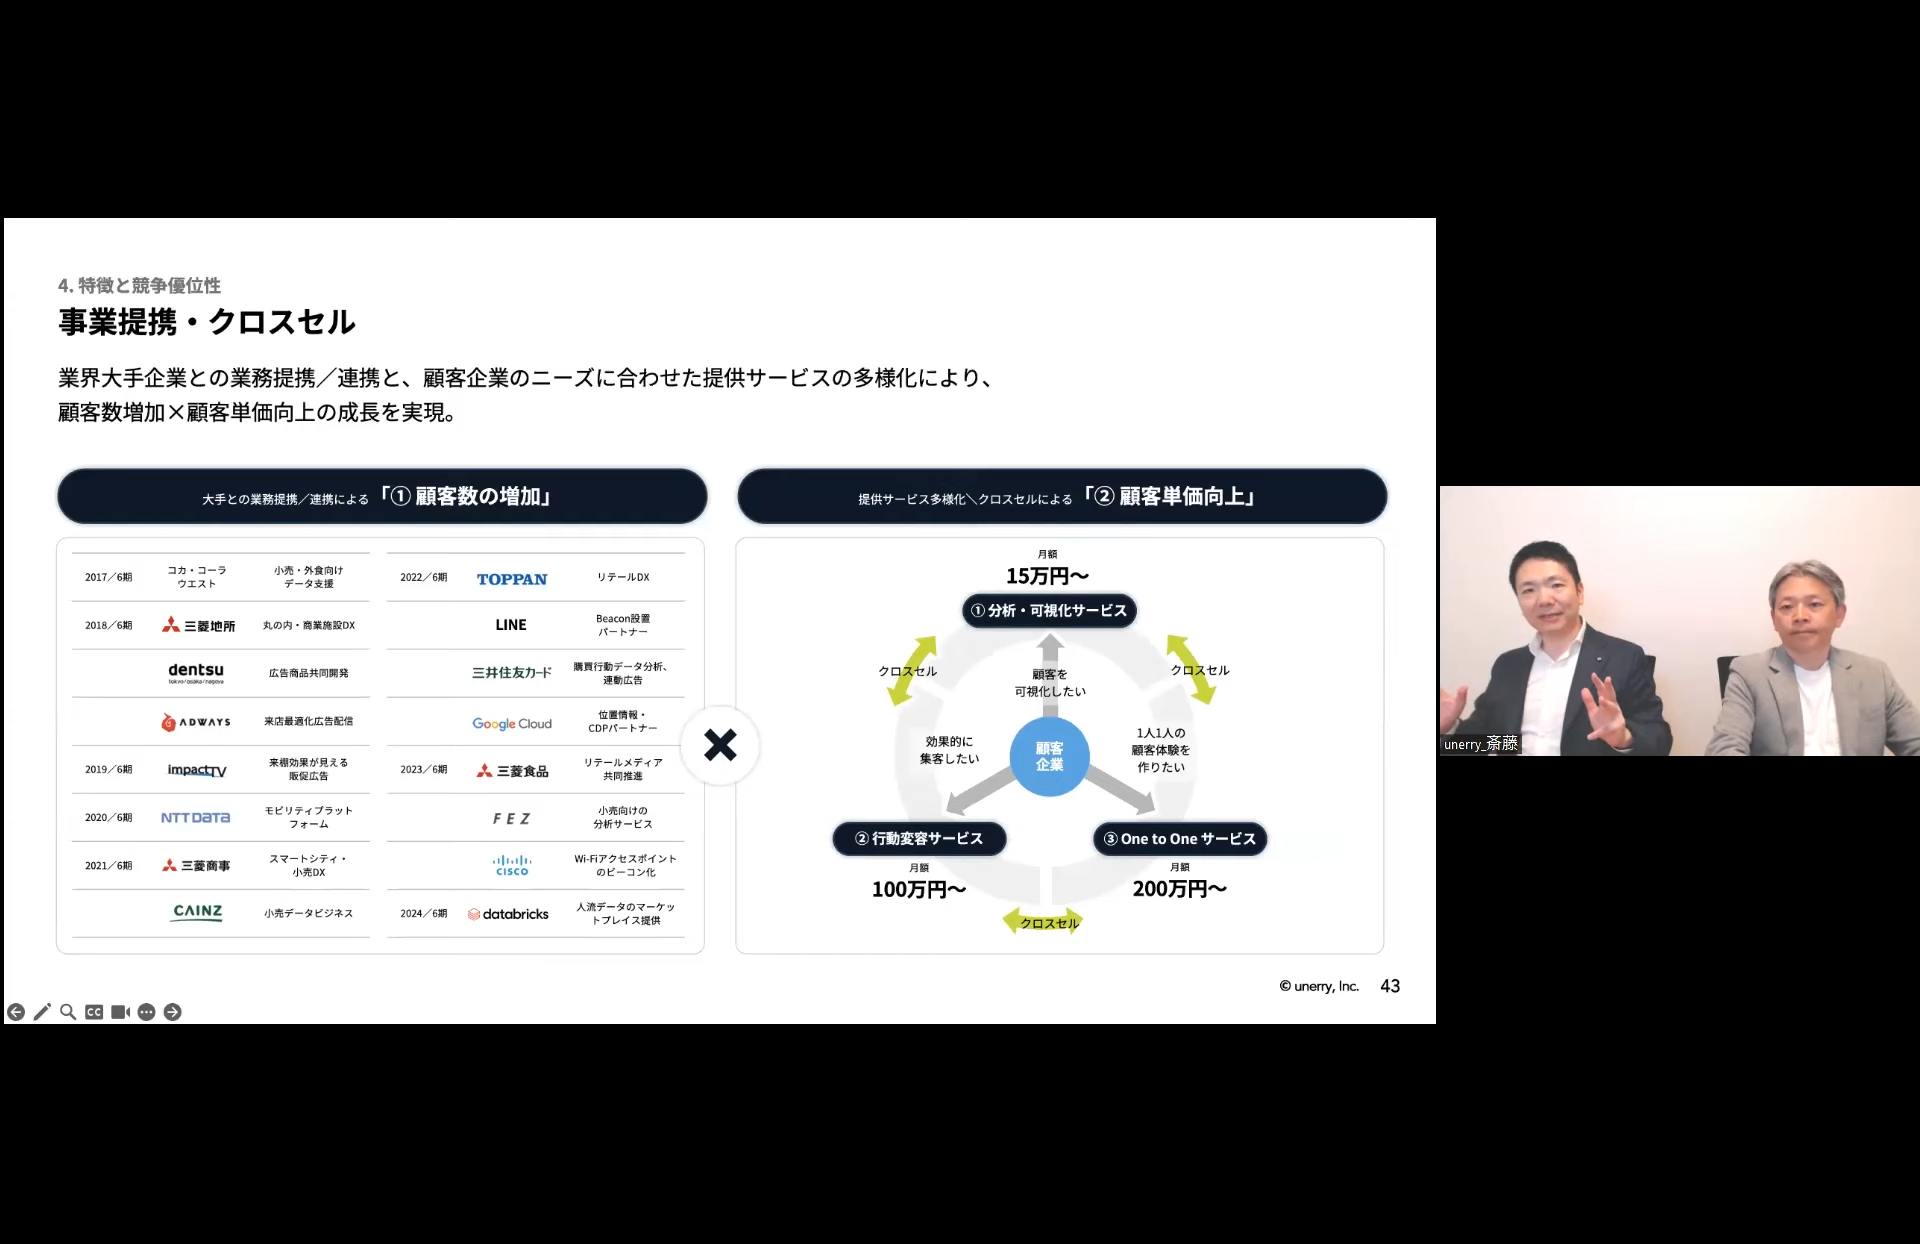 4. 特徴と競争優位性
事業提携・クロスセル
業界大手企業との業務提携／連携と、顧客企業のニーズに合わせた提供サービスの多様化により、
顧客数増加×顧客単価向上の成長を実現。
大手との業務提携／連携による「① 顧客数の増加」
2017／6期
コカ・コーラ
ウエスト
小売・外食向け
データ支援
2018／6期
三菱地所
丸の内・商業施設DX
dentsu
tokyo/osaka/nagoya
広告商品共同開発
ADWAYS
来店最適化広告配信
2019／6期
impactTV
来棚効果が見える
販促広告
2020／6期
NTT DATA
モビリティプラット
フォーム
2021／6期
三菱商事
スマートシティ・
小売DX
CAINZ
小売データビジネス
2022／6期
TOPPAN
リテールDX
LINE
Beacon設置
パートナー
三井住友カード
購買行動データ分析、
連動広告
Google Cloud
位置情報・
CDPパートナー
2023／6期
三菱食品
リテールメディア
共同推進
FEZ
小売向けの
分析サービス
CISCO
Wi-Fiアクセスポイント
のビーコン化
2024／6期
databricks
人流データのマーケッ
トプレイス提供
提供サービス多様化＼クロスセルによる「② 顧客単価向上」
月額
15万円〜
① 分析・可視化サービス
クロスセル
クロスセル
顧客を
可視化したい
効果的に
集客したい
顧客
企業
1人1人の
顧客体験を
作りたい
② 行動変容サービス
月額
100万円〜
③ One to One サービス
月額
200万円〜
クロスセル
© unerry, Inc.
43
CC
unerry_斎藤